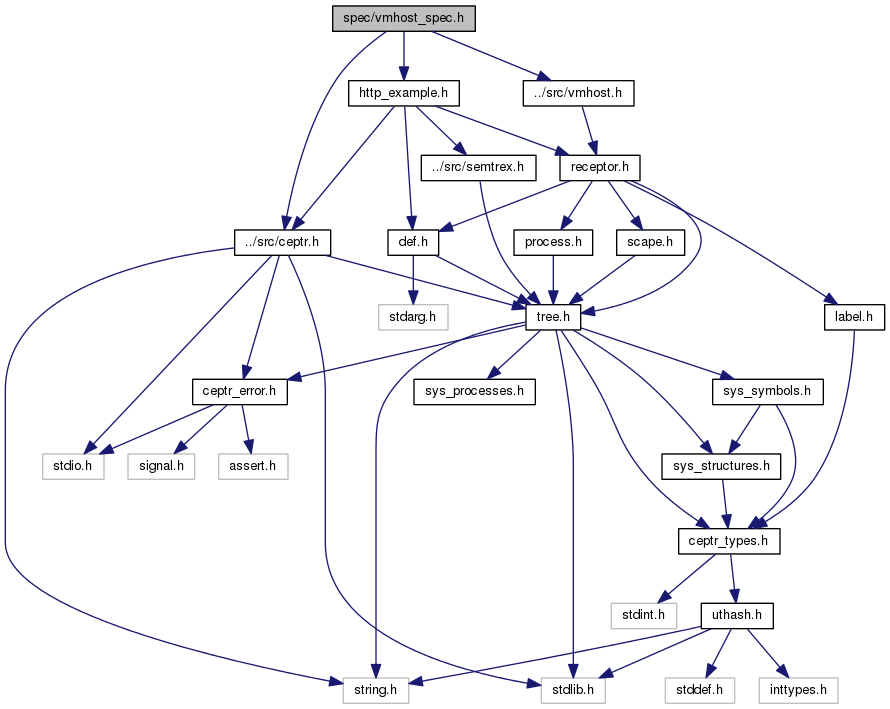 spec/vmhost_spec.h
http_example.h
../src/vmhost.h
../src/semtrex.h
receptor.h
../src/ceptr.h
def.h
process.h
scape.h
stdarg.h
tree.h
label.h
ceptr_error.h
sys_processes.h
sys_symbols.h
stdio.h
signal.h
assert.h
sys_structures.h
ceptr_types.h
stdint.h
uthash.h
string.h
stdlib.h
stddef.h
inttypes.h